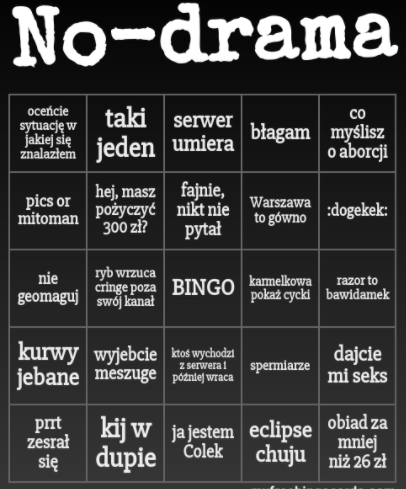 No-drama
oceńcie
sytuację w
jakiej się
znalazłem
taki
jeden
serwer
umiera
błagam
co
myślisz
o aborcji
pics or
mitoman
hej, masz
pożyczyć
300 zł?
fajnie,
nikt nie
pytał
Warszawa
to gówno
:dogekek:
nie
geomaguj
ryb wrzuca
cringe poza
swój kanał
BINGO
karmelkowa
pokaż cycki
razor to
bawidamek
kurwy
jebane
wyjebcie
meszuge
ktoś wychodzi
z serwera i
później wraca
spermiarze
dajcie
mi seks
prrt
zesrał
się
kij w
dupie
ja jestem
Colek
eclipse
chuju
obiad za
mniej
niż 26 zł